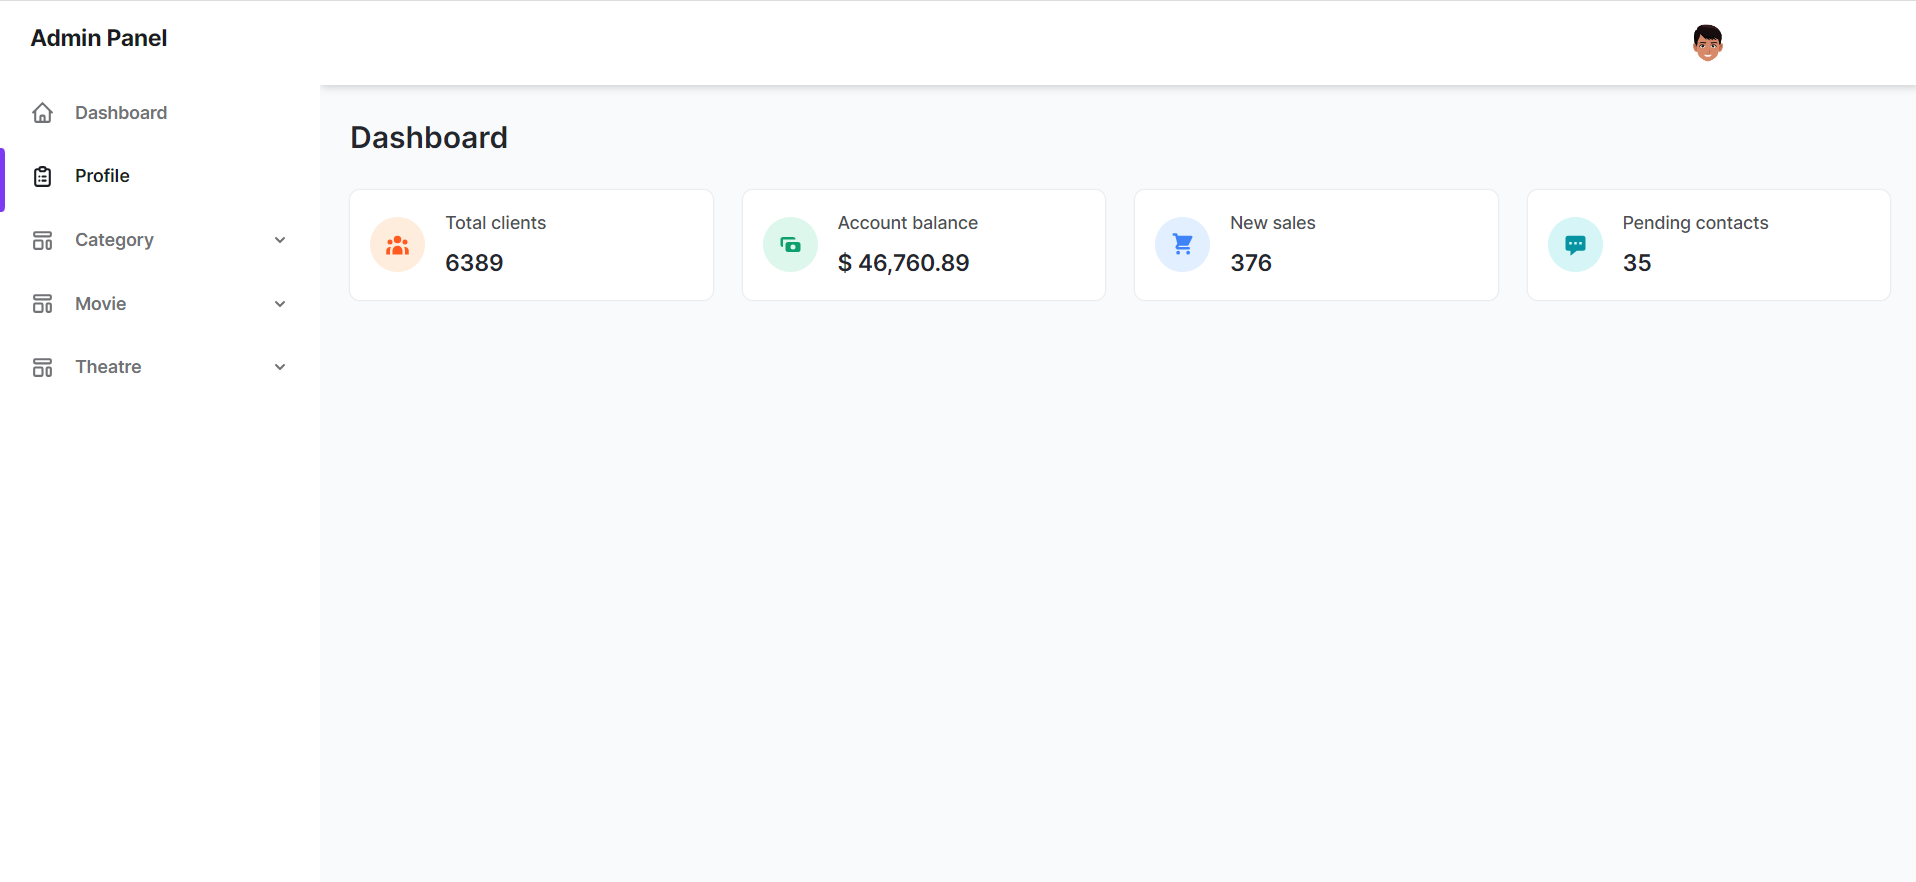 Admin Panel
Dashboard
Profile
Category
Movie
Theatre
Dashboard
Total clients
6389
Account balance
$ 46,760.89
New sales
376
Pending contacts
35